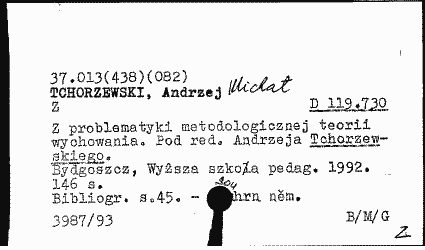 37.013(438)(082)
TCHORZEWSKI, Andrzej Michał
Z D 119.730
Z problematyki metodologicznej teorii
wychowania. Pod red. Andrzeja Tchorzew-
skiego.
Bydgoszcz, Wyższa szkoła pedag. 1992.
146 s.
Bibliogr. s.45. - hrn něm.
3987/93 B/M/G
Z